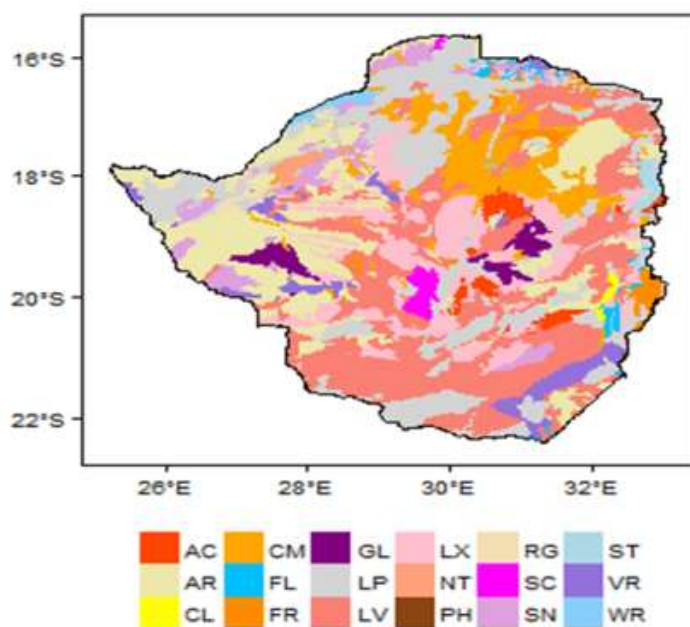 16°S
18°S
20°S
22°S
26°E 28°E 30°E 32°E
AC CM GL LX RG ST
AR FL LP NT SC VR
CL FR LV PH SN WR